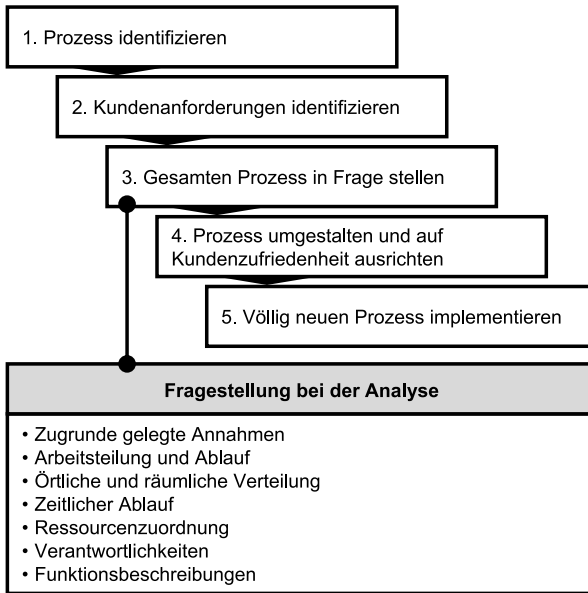 1. Prozess identifizieren
2. Kundenanforderungen identifizieren
3. Gesamten Prozess in Frage stellen
4. Prozess umgestalten und auf
Kundenzufriedenheit ausrichten
5. Völlig neuen Prozess implementieren
Fragestellung bei der Analyse
• Zugrunde gelegte Annahmen
• Arbeitsteilung und Ablauf
• Örtliche und räumliche Verteilung
• Zeitlicher Ablauf
• Ressourcenzuordnung
• Verantwortlichkeiten
• Funktionsbeschreibungen